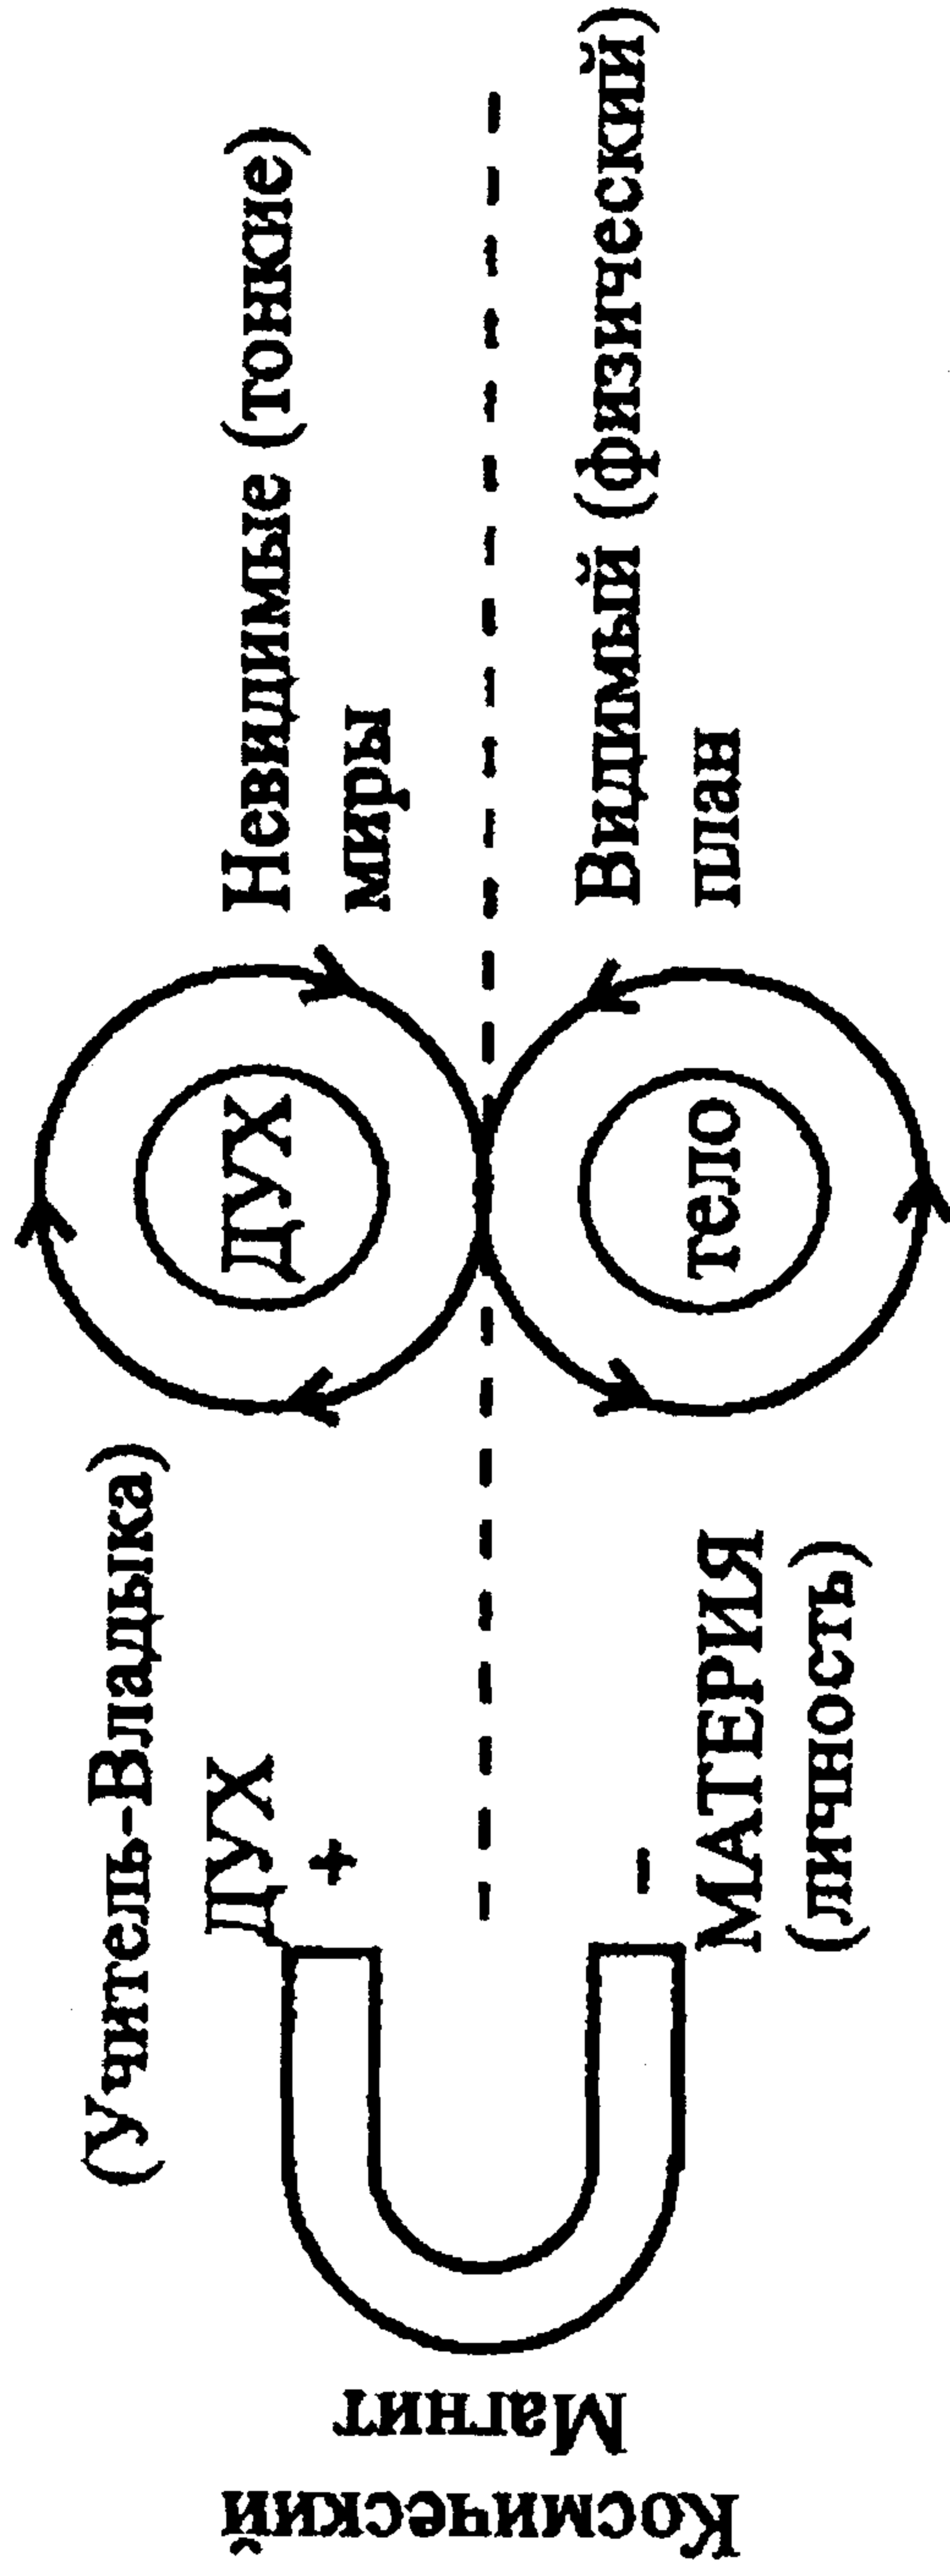 Космический
Магнит
(Учитель-Владыка)
ДУХ
+
-
МАТЕРИЯ
(личность)
ДУХ
тело
Невидимые (тонкие)
миры
Видимый (физический)
план